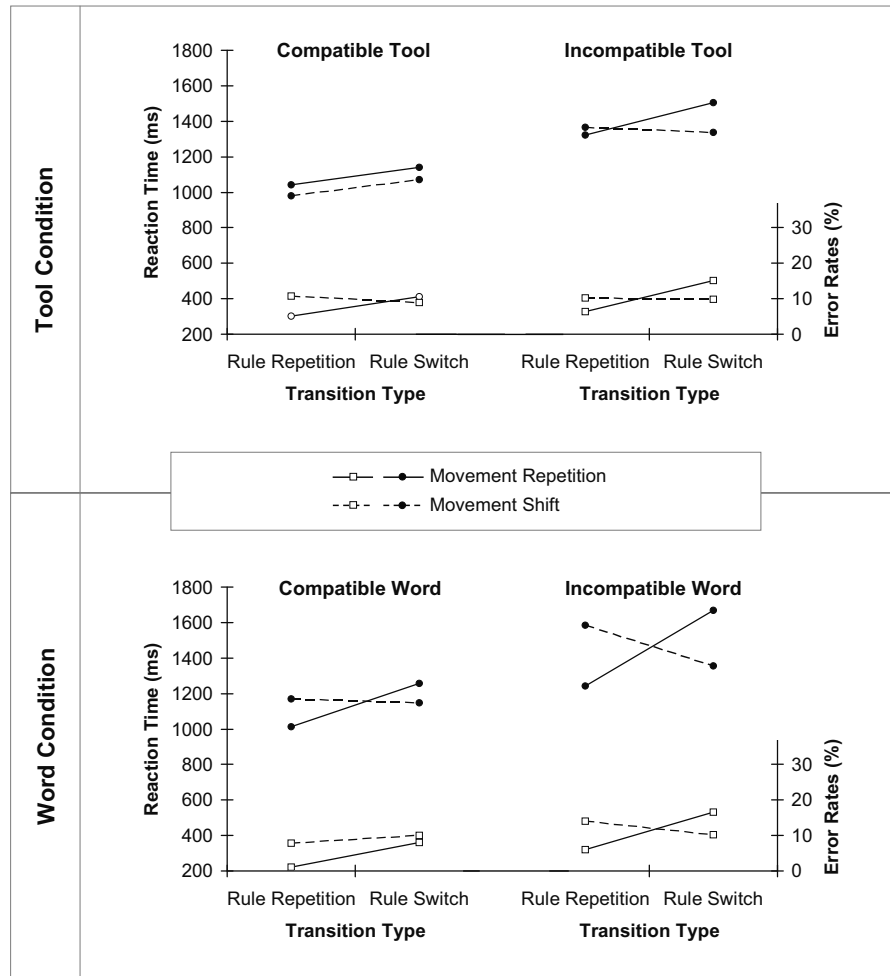 Tool Condition
Compatible Tool Incompatible Tool
Reaction Time (ms)
1800
1600
1400
1200
1000
800
600
400
200
Error Rates (%)
30
20
10
0
Rule Repetition Rule Switch Rule Repetition Rule Switch
Transition Type Transition Type
Movement Repetition
Movement Shift
Word Condition
Compatible Word Incompatible Word
Reaction Time (ms)
1800
1600
1400
1200
1000
800
600
400
200
Error Rates (%)
30
20
10
0
Rule Repetition Rule Switch Rule Repetition Rule Switch
Transition Type Transition Type